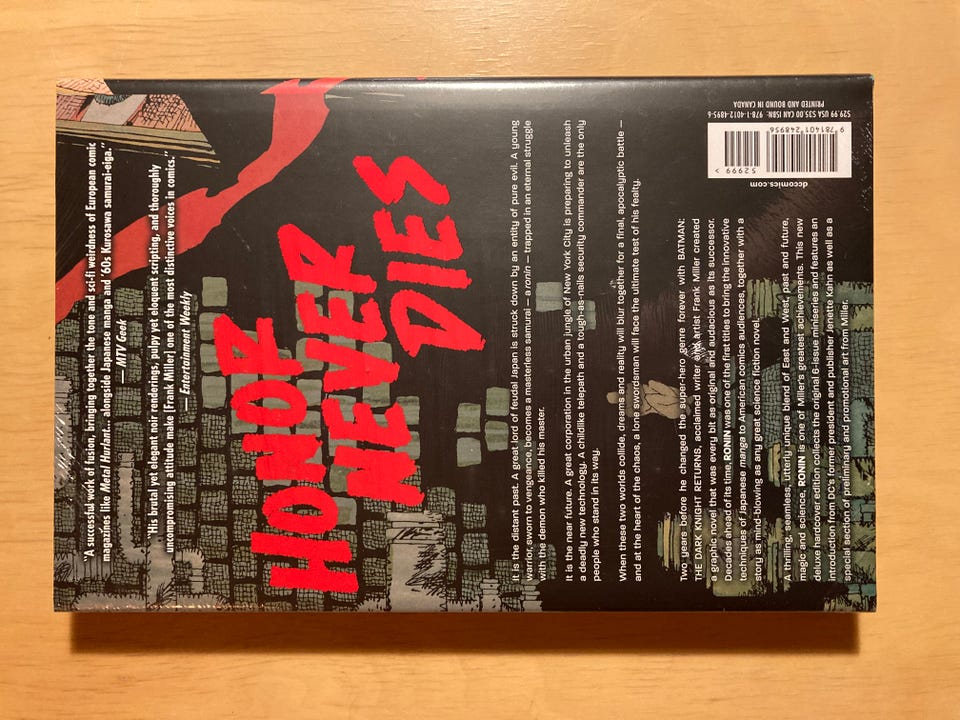 "A successful work of fusion, bringing together the tone and sci-fi weirdness of European comic
magazines like Metal Hurlant... alongside Japanese manga and '60s Kurosawa samurai-eiga."
— MTV Geek
"His brutal yet elegant noir renderings, pulpy yet eloquent scripting, and thoroughly
uncompromising attitude make [Frank Miller] one of the most distinctive voices in comics."
— Entertainment Weekly
HONOR
NEVER
DIES
It is the distant past. A great lord of feudal Japan is struck down by an entity of pure evil. A young
warrior, sworn to vengeance, becomes a masterless samurai – a ronin – trapped in an eternal struggle
with the demon who killed his master.
It is the near future. A great corporation in the urban jungle of New York City is preparing to unleash
a deadly new technology. A childlike telepath and a tough-as-nails security commander are the only
people who stand in its way.
When these two worlds collide, dreams and reality will blur together for a final, apocalyptic battle –
and at the heart of the chaos, a lone swordsman will face the ultimate test of his fealty.
Two years before he changed the super-hero genre forever with BATMAN:
THE DARK KNIGHT RETURNS, acclaimed writer and artist Frank Miller created
a graphic novel that was every bit as original and audacious as its successor.
Decades ahead of its time, RONIN was one of the first titles to bring the innovative
techniques of Japanese manga to American comics audiences, together with a
story as mind-blowing as any great science fiction novel.
A thrilling, seamless, utterly unique blend of East and West, past and future,
magic and science, RONIN is one of Miller's greatest achievements. This new
deluxe hardcover edition collects the original 6-issue miniseries and features an
introduction from DC's former president and publisher Jenette Kahn as well as a
special section of preliminary and promotional art from Miller.
$29.99 USA $35.00 CAN ISBN: 978-1-4012-4895-6
PRINTED AND BOUND IN CANADA
9 781401 248956
52999
dccomics.com